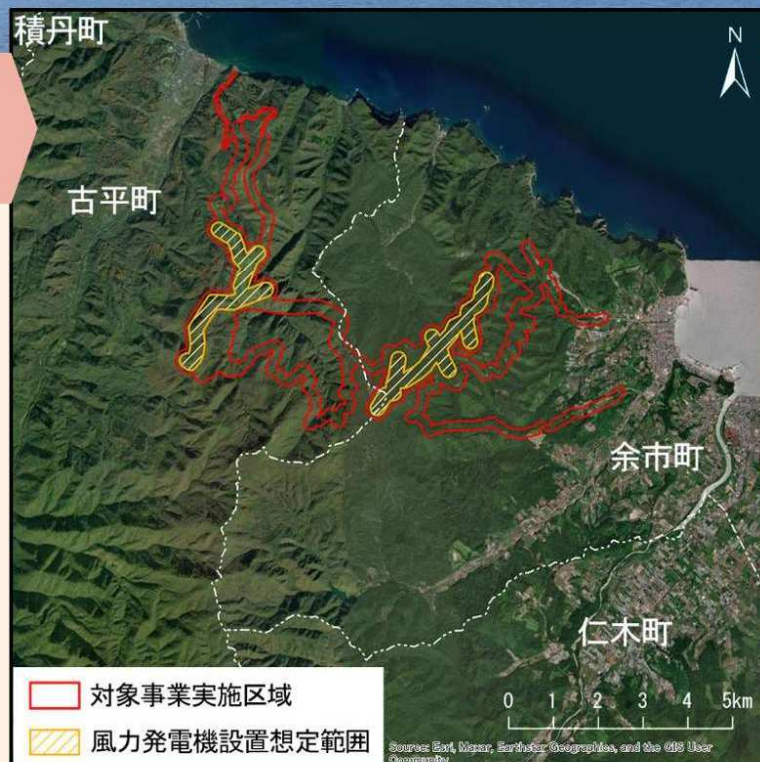 積丹町
N
古平町
余市町
仁木町
対象事業実施区域
風力発電機設置想定範囲
0 1 2 3 4 5km
Source: Esri, Maxar, Earthstar Geographics, and the GIS User
Community